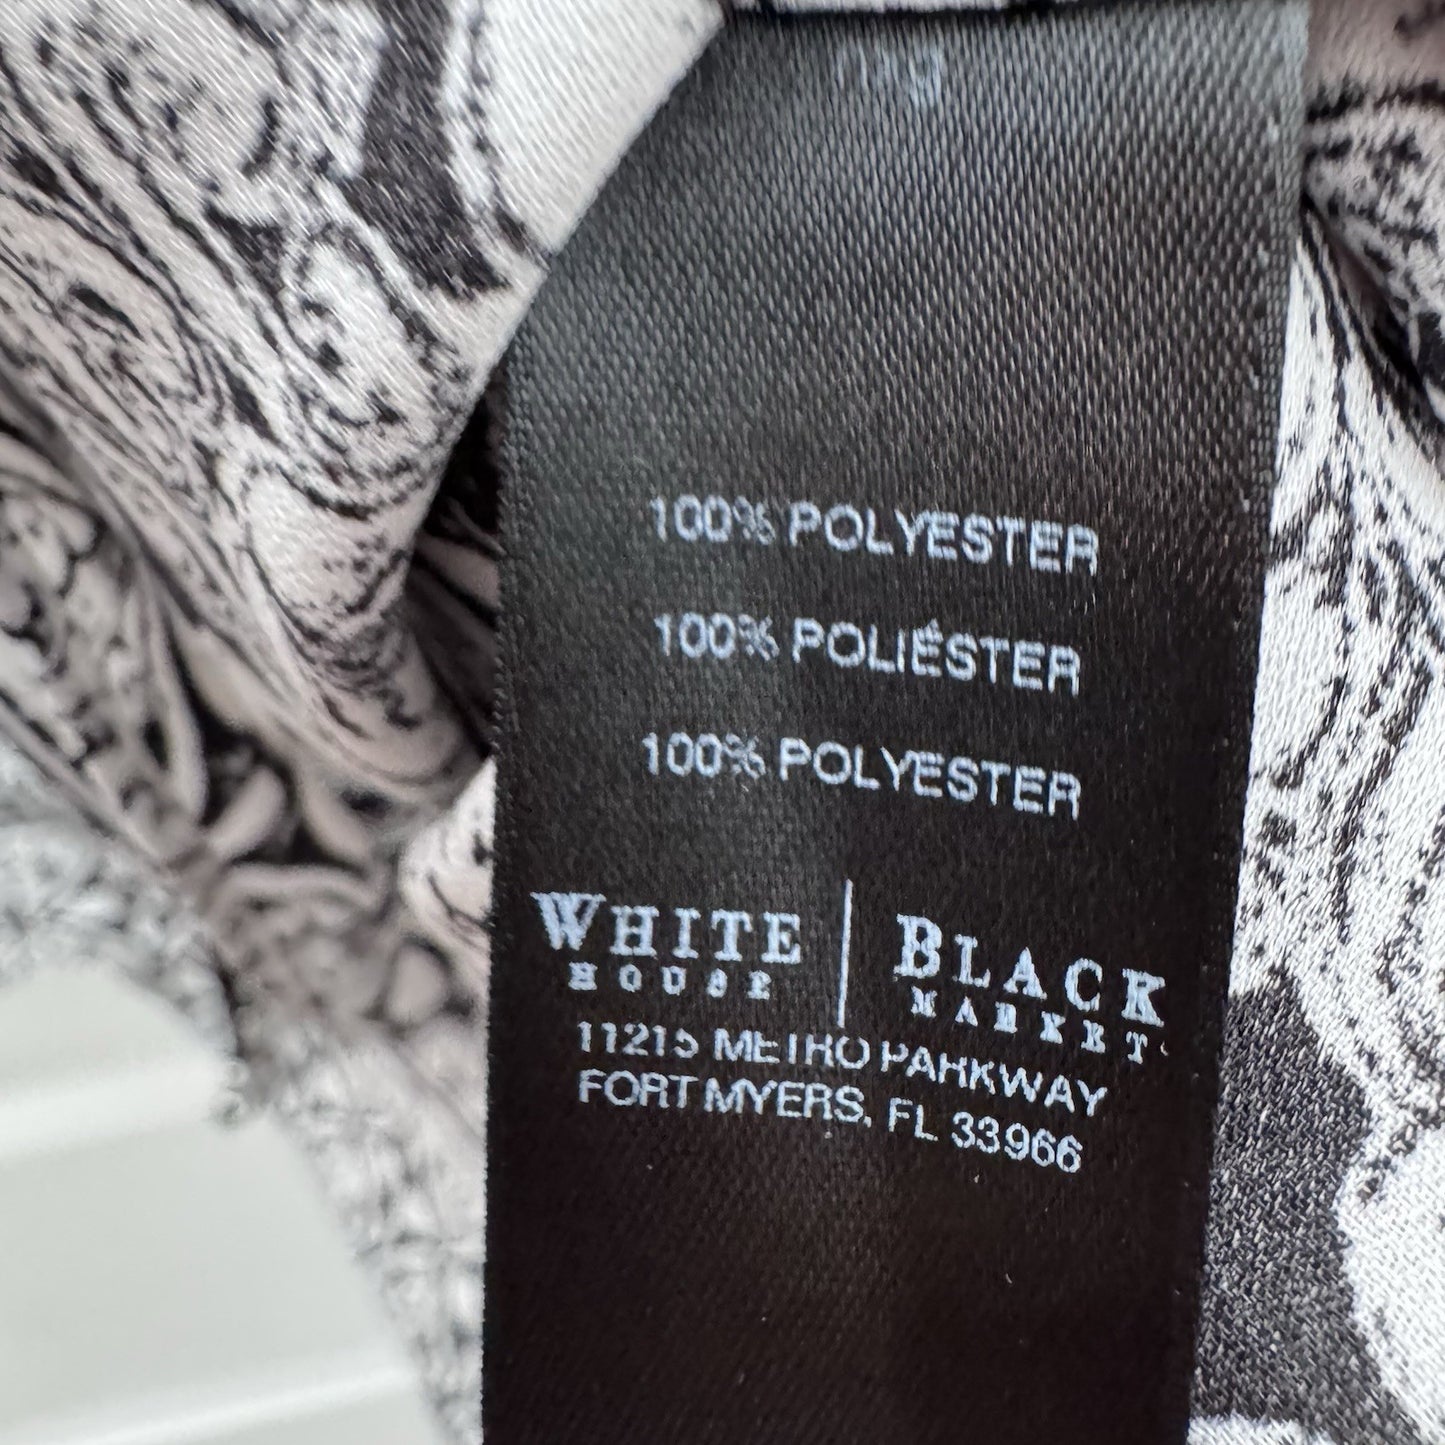 100% POLYESTER
100% POLIÉSTER
100% POLYESTER
WHITE | BLACK
HOUSE MARKET
11215 METRO PARKWAY
FORT MYERS, FL 33966